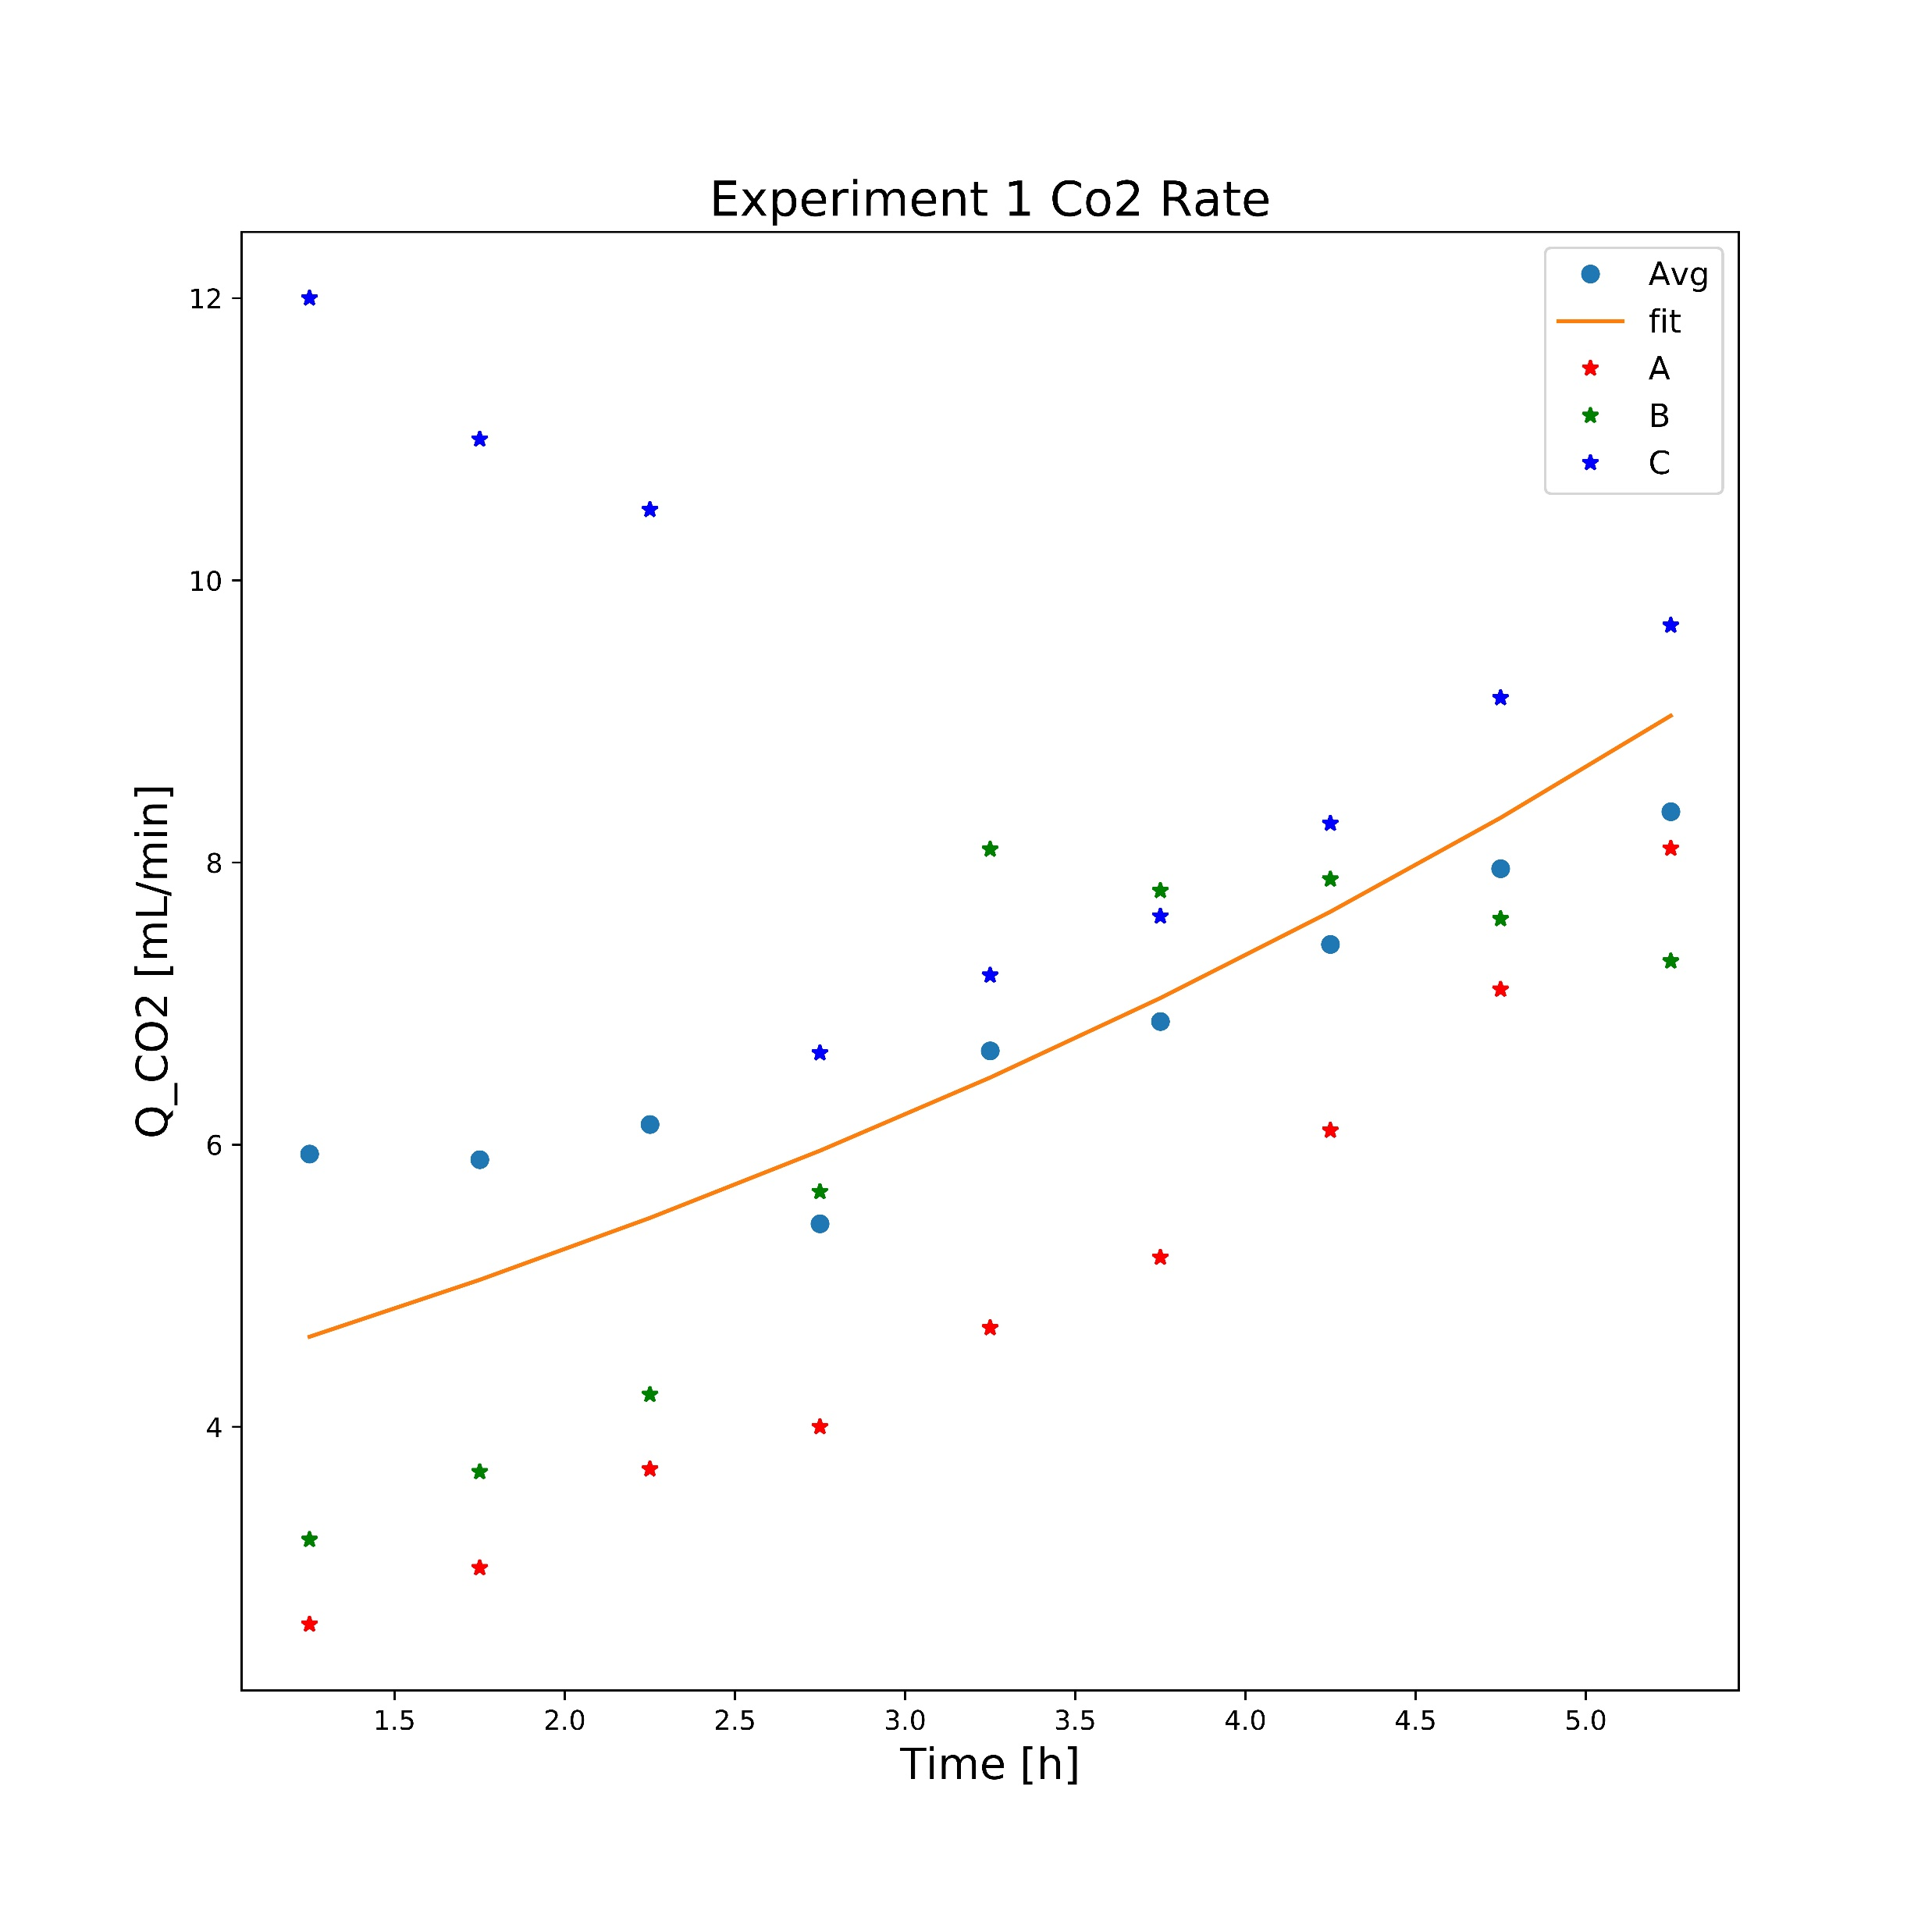 Experiment 1 Co2 Rate
Avg
fit
A
B
C
12
10
8
6
4
Q_CO2 [mL/min]
1.5 2.0 2.5 3.0 3.5 4.0 4.5 5.0
Time [h]